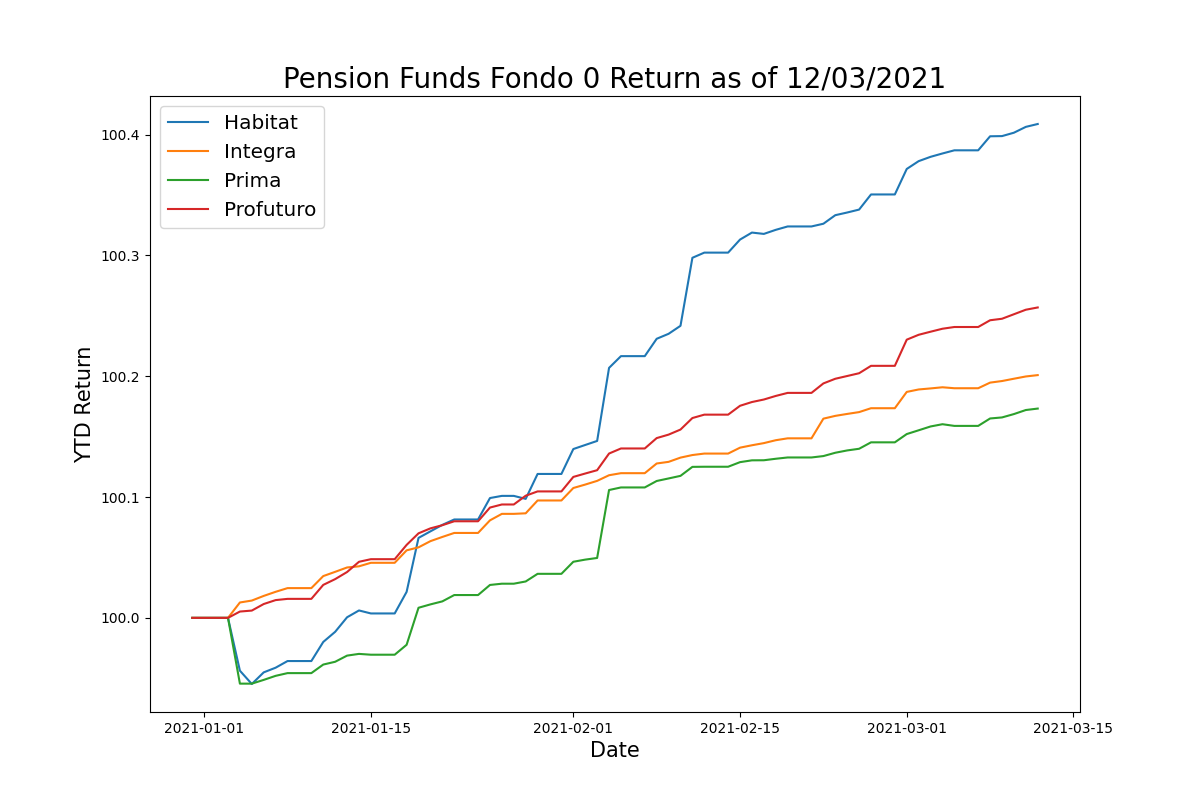 Pension Funds Fondo 0 Return as of 12/03/2021
Habitat
Integra
Prima
Profuturo
YTD Return
100.4
100.3
100.2
100.1
100.0
2021-01-01
2021-01-15
2021-02-01
2021-02-15
2021-03-01
2021-03-15
Date